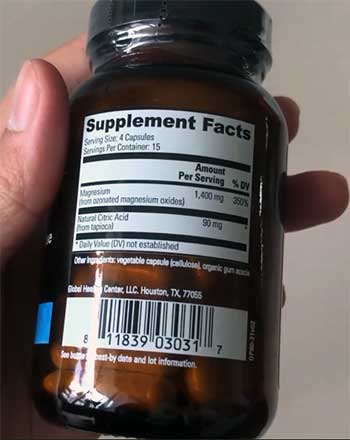 Supplement Facts
Serving Size: 4 Capsules
Servings Per Container: 15
Amount
Per Serving % DV
Magnesium 1,400 mg 350%
(from ozonated magnesium oxides)
Natural Citric Acid 90 mg *
(from tapioca)
* Daily Value (DV) not established
Other Ingredients: vegetable capsule (cellulose), organic gum acacia
Global Healing Center, LLC. Houston, TX, 77055
8 11839 03031 7
See bottom best-by date and lot information.